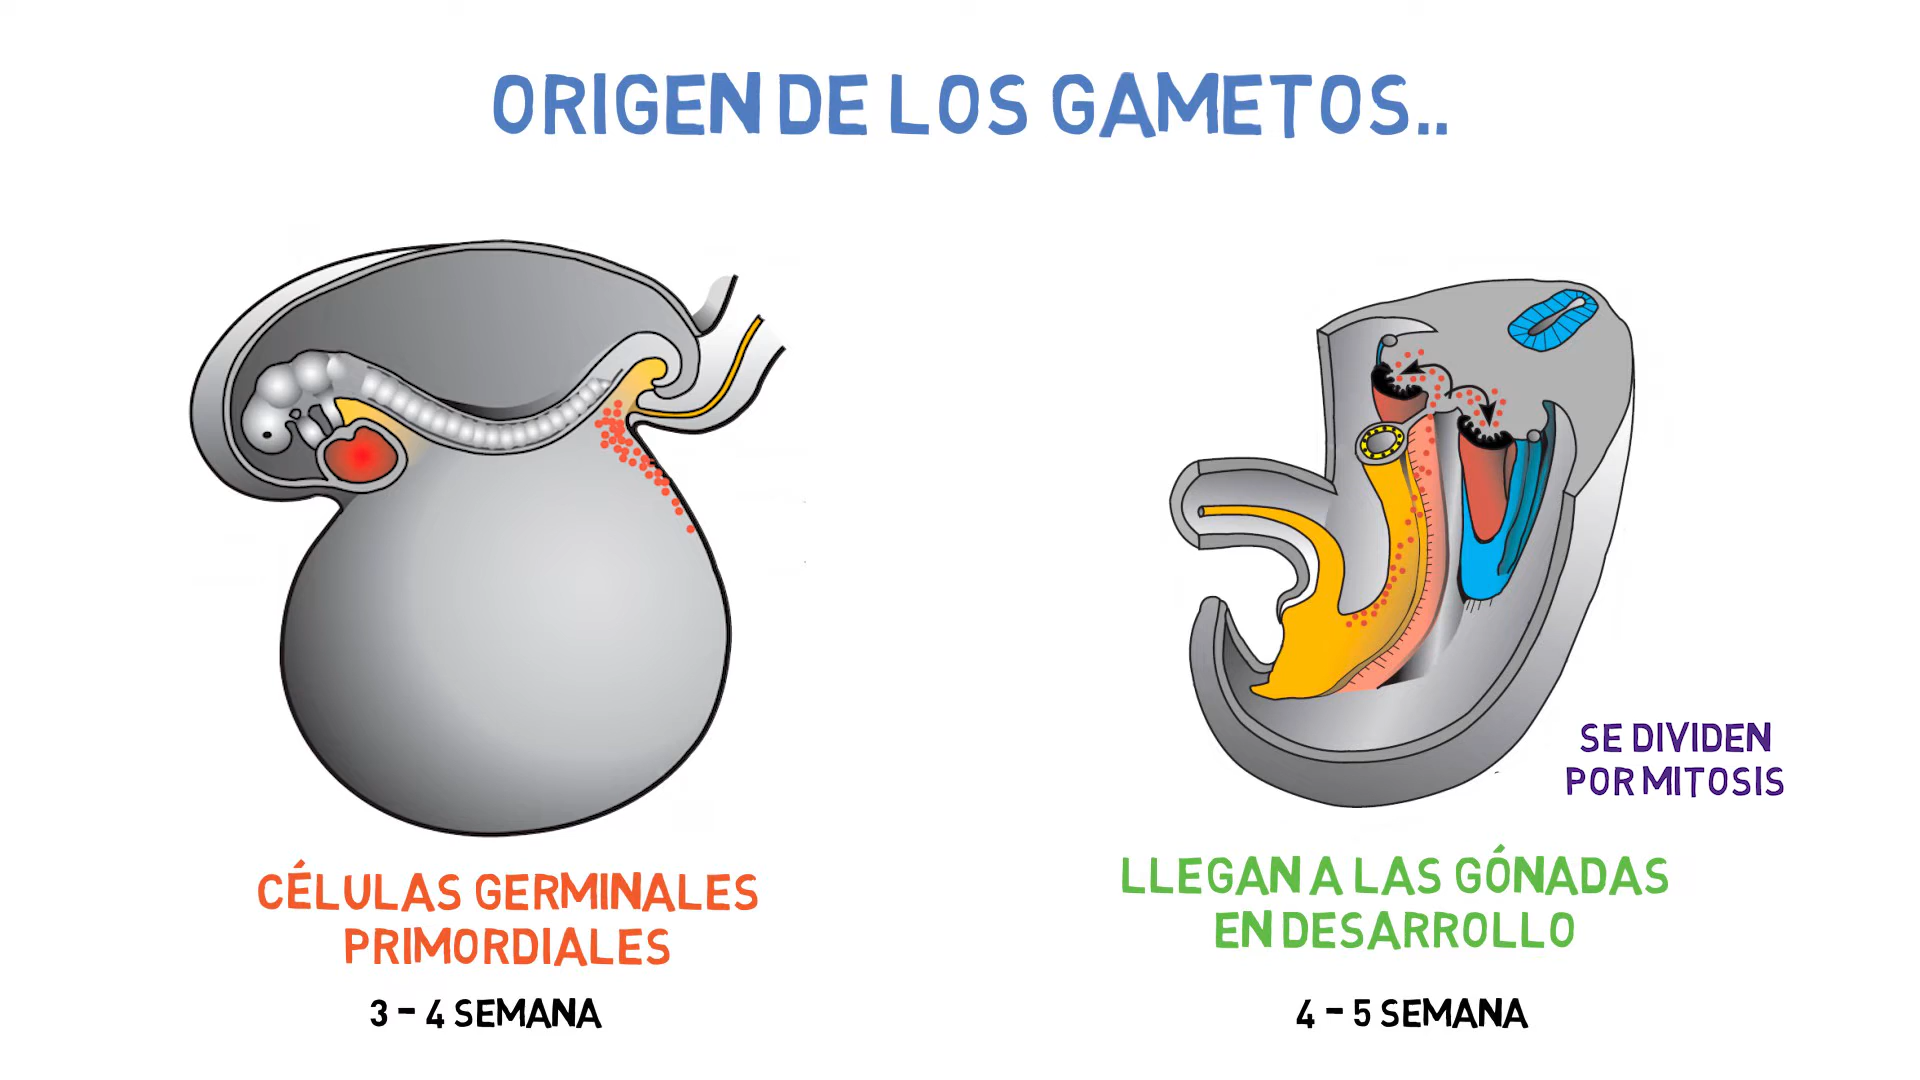 ORIGEN DE LOS GAMETOS..
SE DIVIDEN
POR MITOSIS
CÉLULAS GERMINALES
PRIMORDIALES
3 - 4 SEMANA
LLEGAN A LAS GÓNADAS
EN DESARROLLO
4 - 5 SEMANA